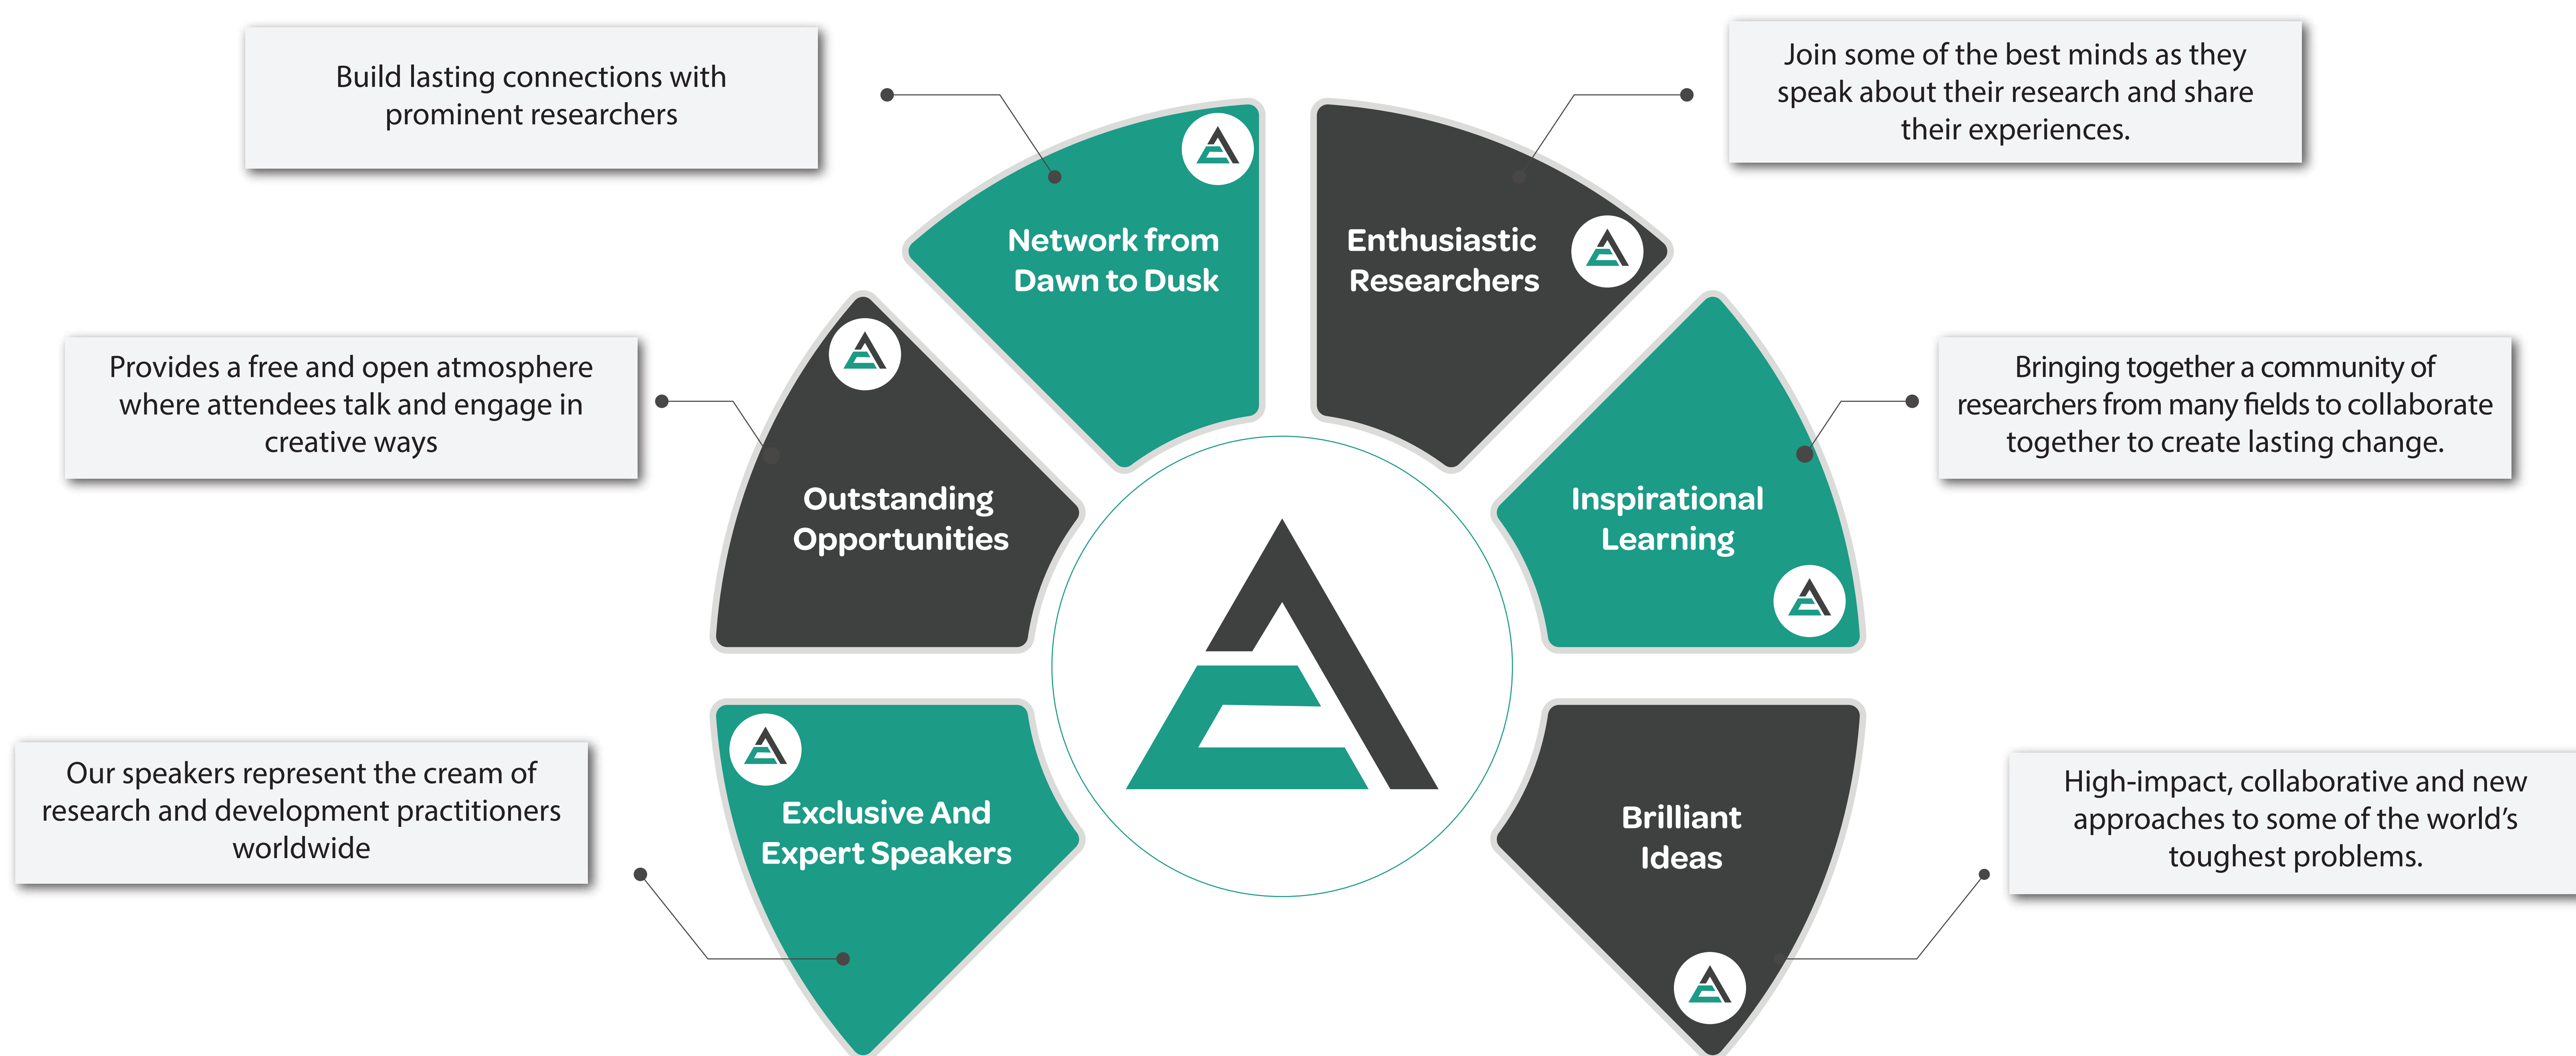 Build lasting connections with
prominent researchers
Join some of the best minds as they
speak about their research and share
their experiences.
Network from
Dawn to Dusk
Enthusiastic
Researchers
Provides a free and open atmosphere
where attendees talk and engage in
creative ways
Bringing together a community of
researchers from many fields to collaborate
together to create lasting change.
Outstanding
Opportunities
Inspirational
Learning
Our speakers represent the cream of
research and development practitioners
worldwide
Exclusive And
Expert Speakers
Brilliant
Ideas
High-impact, collaborative and new
approaches to some of the world's
toughest problems.